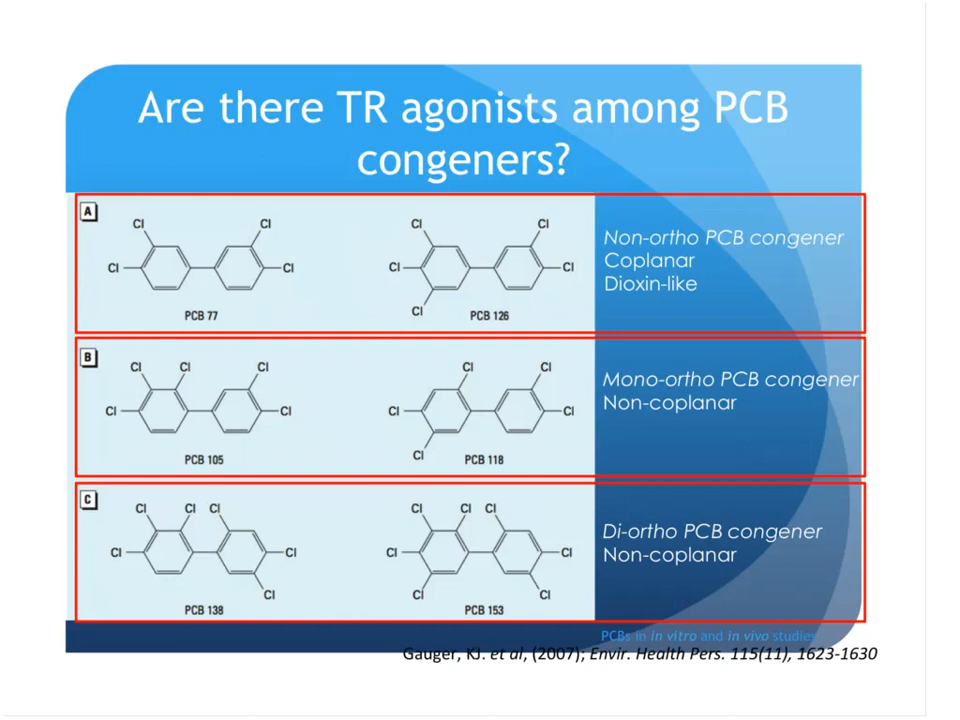 Are there TR agonists among PCB
congeners?
A
Cl
Cl
Cl
Cl
PCB 77
Cl
Cl
Cl
Cl
Cl
PCB 126
Non-ortho PCB congener
Coplanar
Dioxin-like
B
Cl
Cl
Cl
Cl
Cl
PCB 105
Cl
Cl
Cl
Cl
Cl
PCB 118
Mono-ortho PCB congener
Non-coplanar
C
Cl
Cl
Cl
Cl
Cl
Cl
PCB 138
Cl
Cl
Cl
Cl
Cl
Cl
Cl
PCB 153
Di-ortho PCB congener
Non-coplanar
PCBs in in vitro and in vivo studies
Gauger, KJ. et al, (2007); Envir. Health Pers. 115(11), 1623-1630